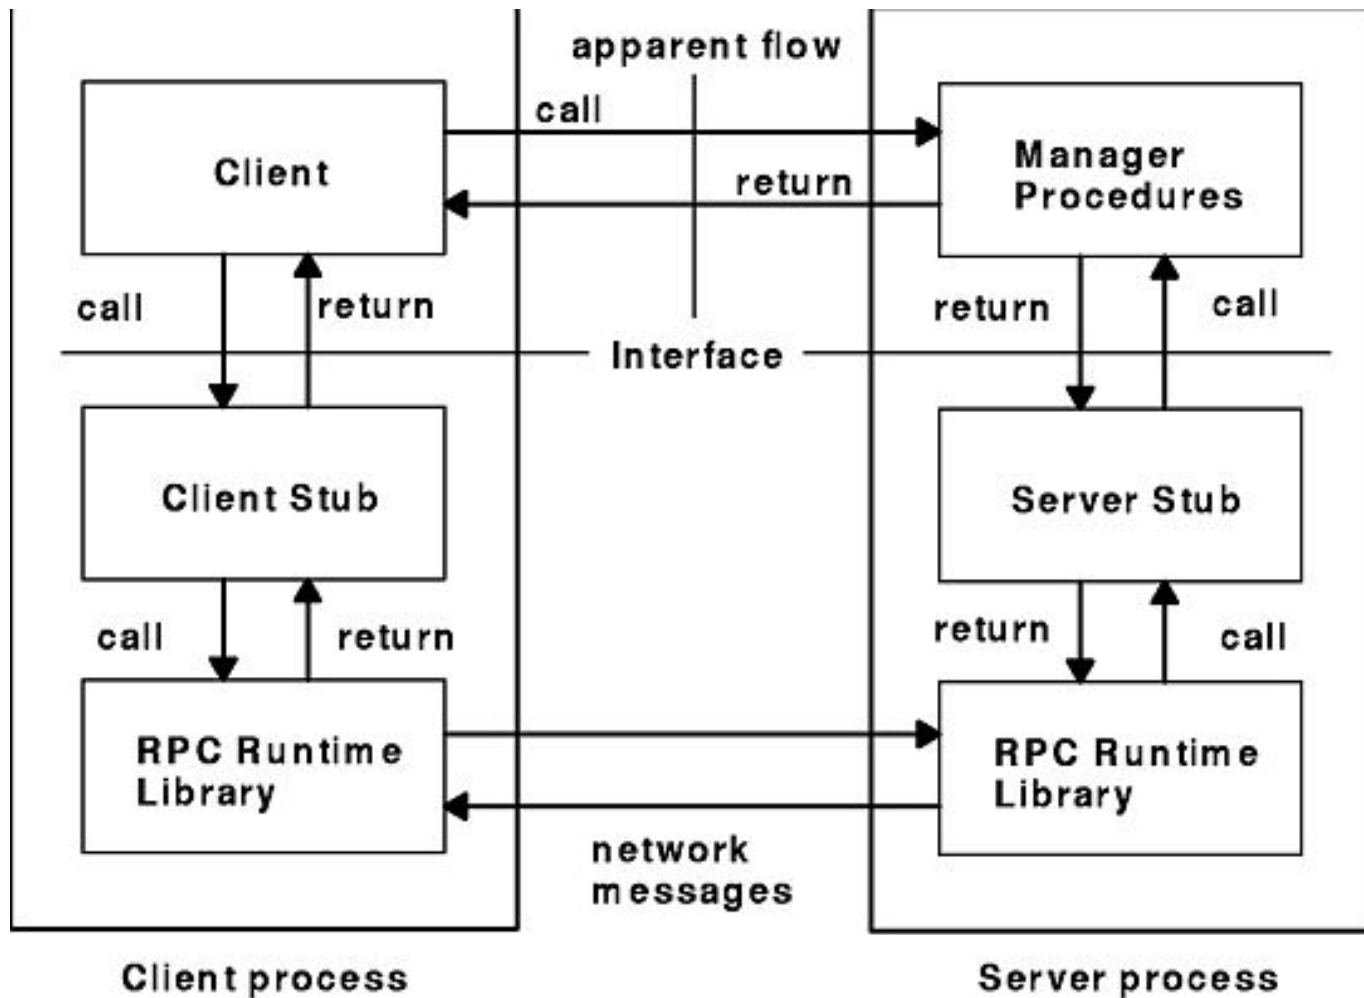 apparent flow
call
Client
Manager
Procedures
return
call
return
return
call
Interface
Client Stub
Server Stub
call
return
return
call
RPC Runtime
Library
RPC Runtime
Library
network
messages
Client process
Server process